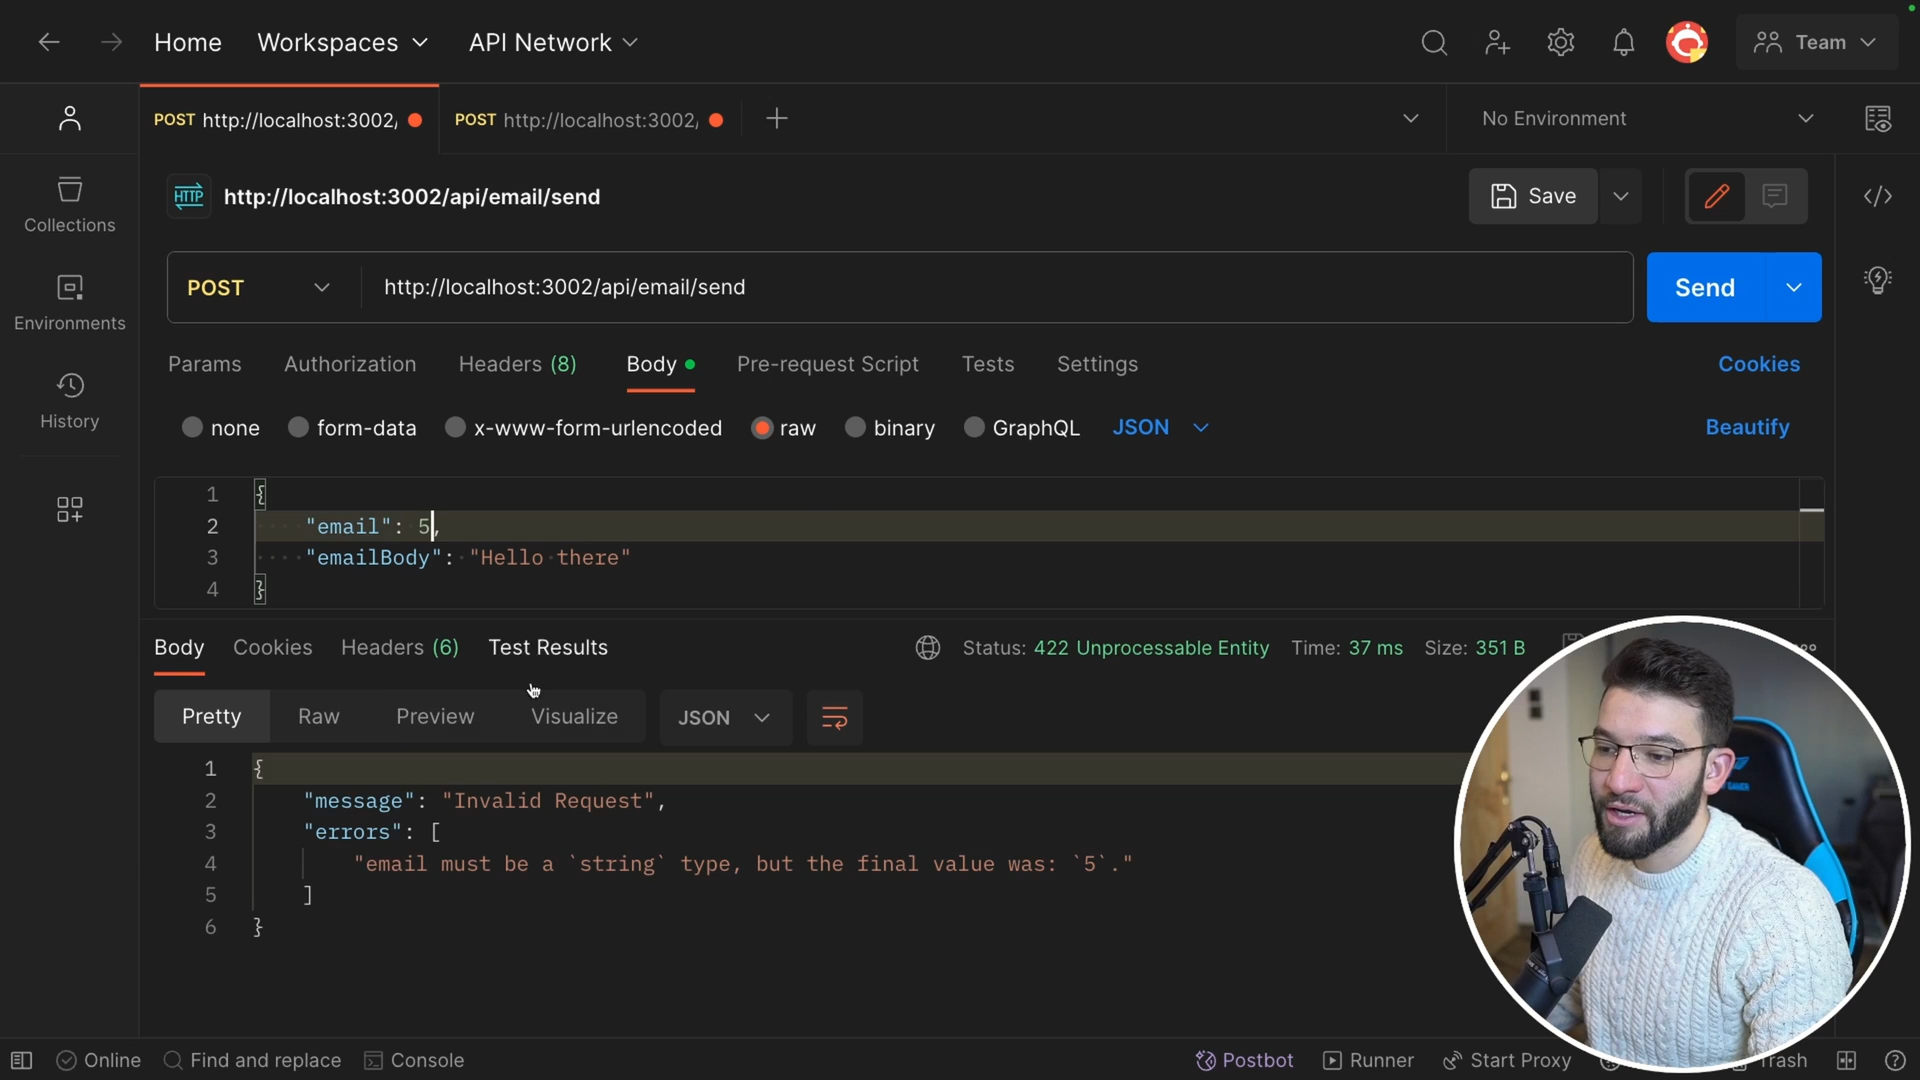 Home Workspaces API Network Team
POST http://localhost:3002, POST http://localhost:3002, No Environment
HTTP http://localhost:3002/api/email/send Save
POST http://localhost:3002/api/email/send Send
Params Authorization Headers (8) Body Pre-request Script Tests Settings Cookies
none form-data x-www-form-urlencoded raw binary GraphQL JSON Beautify
Collections
Environments
History
1 {
2 "email": 5,
3 "emailBody": "Hello there"
4 }
Body Cookies Headers (6) Test Results Status: 422 Unprocessable Entity Time: 37 ms Size: 351 B
Pretty Raw Preview Visualize JSON
1 {
2 "message": "Invalid Request",
3 "errors": [
4 "email must be a `string` type, but the final value was: `5`."
5 ]
6 }
Online Find and replace Console Postbot Runner Start Proxy Trash